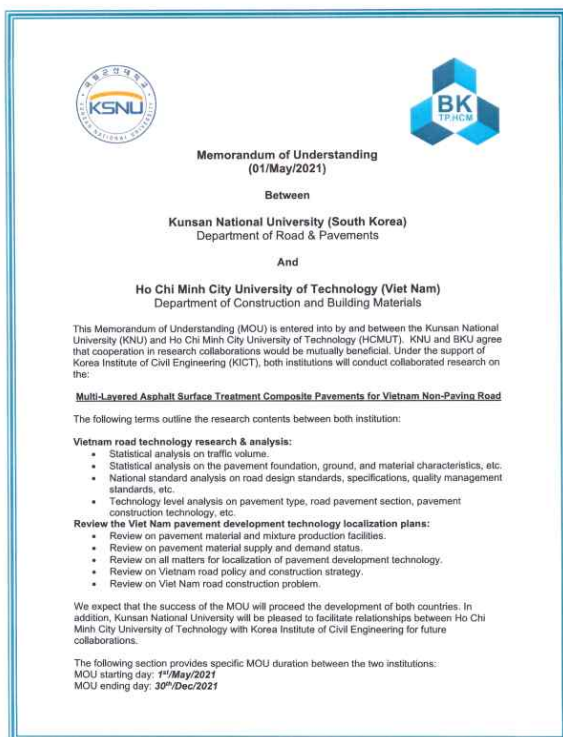 국립군산대학교
KSNU
KUNSAN NATIONAL UNIVERSITY
BK
TP.HCM
Memorandum of Understanding
(01/May/2021)
Between
Kunsan National University (South Korea)
Department of Road & Pavements
And
Ho Chi Minh City University of Technology (Viet Nam)
Department of Construction and Building Materials
This Memorandum of Understanding (MOU) is entered into by and between the Kunsan National
University (KNU) and Ho Chi Minh City University of Technology (HCMUT). KNU and BKU agree
that cooperation in research collaborations would be mutually beneficial. Under the support of
Korea Institute of Civil Engineering (KICT), both institutions will conduct collaborated research on
the:
Multi-Layered Asphalt Surface Treatment Composite Pavements for Vietnam Non-Paving Road
The following terms outline the research contents between both institution:
Vietnam road technology research & analysis:
• Statistical analysis on traffic volume.
• Statistical analysis on the pavement foundation, ground, and material characteristics, etc.
• National standard analysis on road design standards, specifications, quality management
standards, etc.
• Technology level analysis on pavement type, road pavement section, pavement
construction technology, etc.
Review the Viet Nam pavement development technology localization plans:
• Review on pavement material and mixture production facilities.
• Review on pavement material supply and demand status.
• Review on all matters for localization of pavement development technology.
• Review on Vietnam road policy and construction strategy.
• Review on Viet Nam road construction problem.
We expect that the success of the MOU will proceed the development of both countries. In
addition, Kunsan National University will be pleased to facilitate relationships between Ho Chi
Minh City University of Technology with Korea Institute of Civil Engineering for future
collaborations.
The following section provides specific MOU duration between the two institutions:
MOU starting day: 1st/May/2021
MOU ending day: 30th/Dec/2021